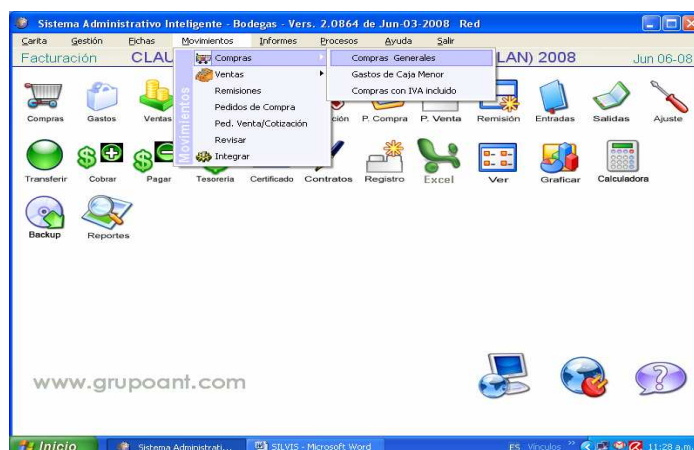 Sistema Administrativo Inteligente - Bodegas - Vers. 2.0864 de Jun-03-2008 Red
Carita Gestión Fichas Movimientos Informes Procesos Ayuda Salir
Facturación CLAU LAN) 2008 Jun 06-08
Compras
Ventas
Remisiones
Pedidos de Compra
Ped. Venta/Cotización
Revisar
Integrar
Movimientos
Compras Generales
Gastos de Caja Menor
Compras con IVA incluido
Compras Gastos Ventas ción P. Compra P. Venta Remisión Entradas Salidas Ajuste
Transferir Cobrar Pagar Tesorería Certificado Contratos Registro Excel Ver Graficar Calculadora
Backup Reportes
www.grupoant.com
Inicio Sistema Administrati... SILVIS - Microsoft Word ES Vínculos » 11:28 a.m.